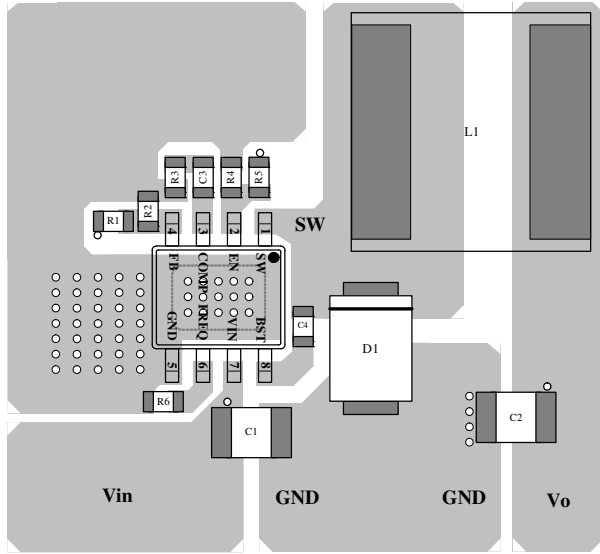 L1
R3
C3
R4
R5
R2
R1
SW
4
3
2
1
FB
COMP
EN
SW
GND
FREQ
VIN
BST
C4
D1
5
6
7
8
R6
C1
C2
Vin
GND
GND
Vo